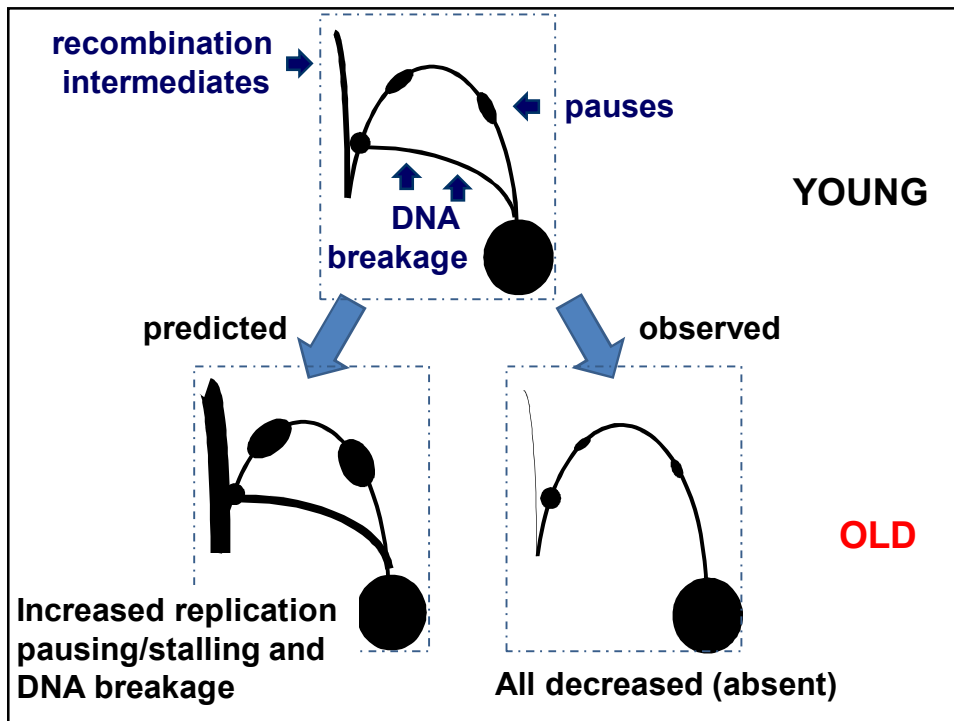 recombination
intermediates
pauses
YOUNG
DNA
breakage
predicted
observed
OLD
Increased replication
pausing/stalling and
DNA breakage
All decreased (absent)